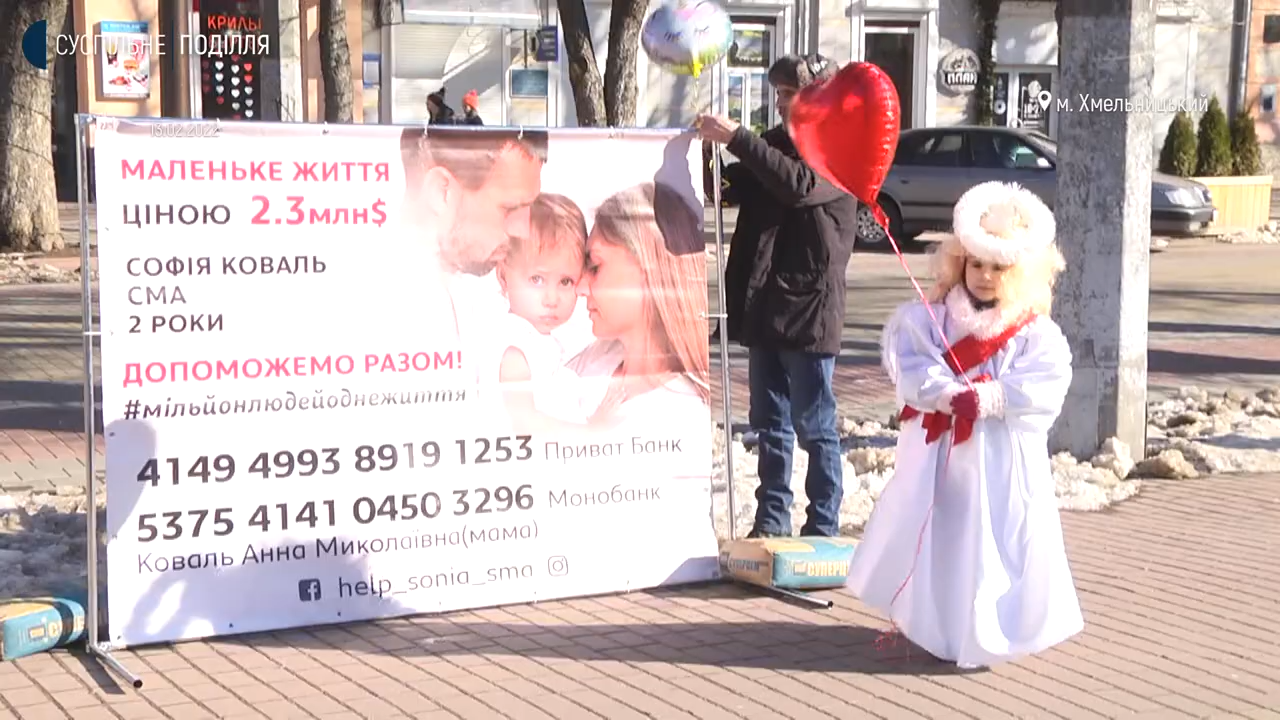 СУСПІЛЬНЕ ПОДІЛЛЯ
КРИЛЫ
м. Хмельницький
13.02.2022
МАЛЕНЬКЕ ЖИТТЯ
ЦІНОЮ 2.3млн$
СОФІЯ КОВАЛЬ
СМА
2 РОКИ
ДОПОМОЖЕМО РАЗОМ!
#мільйонлюдейоднежиття
4149 4993 8919 1253 Приват Банк
5375 4141 0450 3296 Монобанк
Коваль Анна Миколаївна(мама)
help_sonia_sma